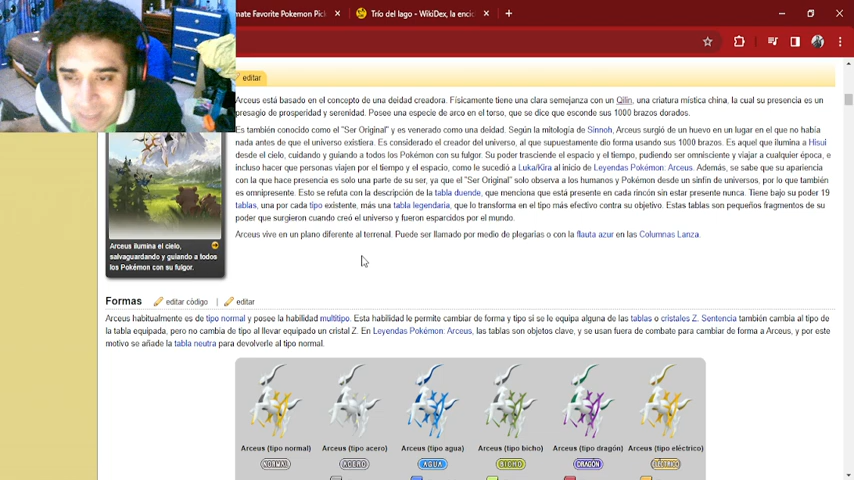 mate Favorite Pokemon Pic
Trío del lago - WikiDex, la enci
editar
Arceus está basado en el concepto de una deidad creadora. Físicamente tiene una clara semejanza con un Qilin, una criatura mística china, la cual su presencia es un
presagio de prosperidad y serenidad. Posee una especie de arco en el torso, que se dice que esconde sus 1000 brazos dorados.
Es también conocido como el "Ser Original" y es venerado como una deidad. Según la mitología de Sinnoh, Arceus surgió de un huevo en un lugar en el que no había
nada antes de que el universo existiera. Es considerado el creador del universo, al que supuestamente dio forma usando sus 1000 brazos. Es aquel que ilumina a Hisui
desde el cielo, cuidando y guiando a todos los Pokémon con su fulgor. Su poder trasciende el espacio y el tiempo, pudiendo ser omnisciente y viajar a cualquier época, e
incluso hacer que personas viajen por el tiempo y el espacio, como le sucedió a Luka/Kira al inicio de Leyendas Pokémon: Arceus. Además, se sabe que su apariencia
con la que hace presencia es solo una parte de su ser, ya que el "Ser Original" solo observa a los humanos y Pokémon desde un sinfín de universos, por lo que también
es omnipresente. Esto se refuta con la descripción de la tabla duende, que menciona que está presente en cada rincón sin estar presente nunca. Tiene bajo su poder 19
tablas, una por cada tipo existente, más una tabla legendaria, que lo transforma en el tipo más efectivo contra su objetivo. Estas tablas son pequeños fragmentos de su
poder que surgieron cuando creó el universo y fueron esparcidos por el mundo.
Arceus vive en un plano diferente al terrenal. Puede ser llamado por medio de plegarias o con la flauta azur en las Columnas Lanza.
Arceus ilumina el cielo,
salvaguardando y guiando a todos
los Pokémon con su fulgor.
Formas editar código | editar
Arceus habitualmente es de tipo normal y posee la habilidad multitipo. Esta habilidad le permite cambiar de forma y tipo si se le equipa alguna de las tablas o cristales Z. Sentencia también cambia al tipo de
la tabla equipada, pero no cambia de tipo al llevar equipado un cristal Z. En Leyendas Pokémon: Arceus, las tablas son objetos clave, y se usan fuera de combate para cambiar de forma a Arceus, y por este
motivo se añade la tabla neutra para devolverle al tipo normal.
Arceus (tipo normal) Arceus (tipo acero) Arceus (tipo agua) Arceus (tipo bicho) Arceus (tipo dragón) Arceus (tipo eléctrico)
NORMAL ACERO AGUA BICHO DRAGÓN ELÉCTRICO